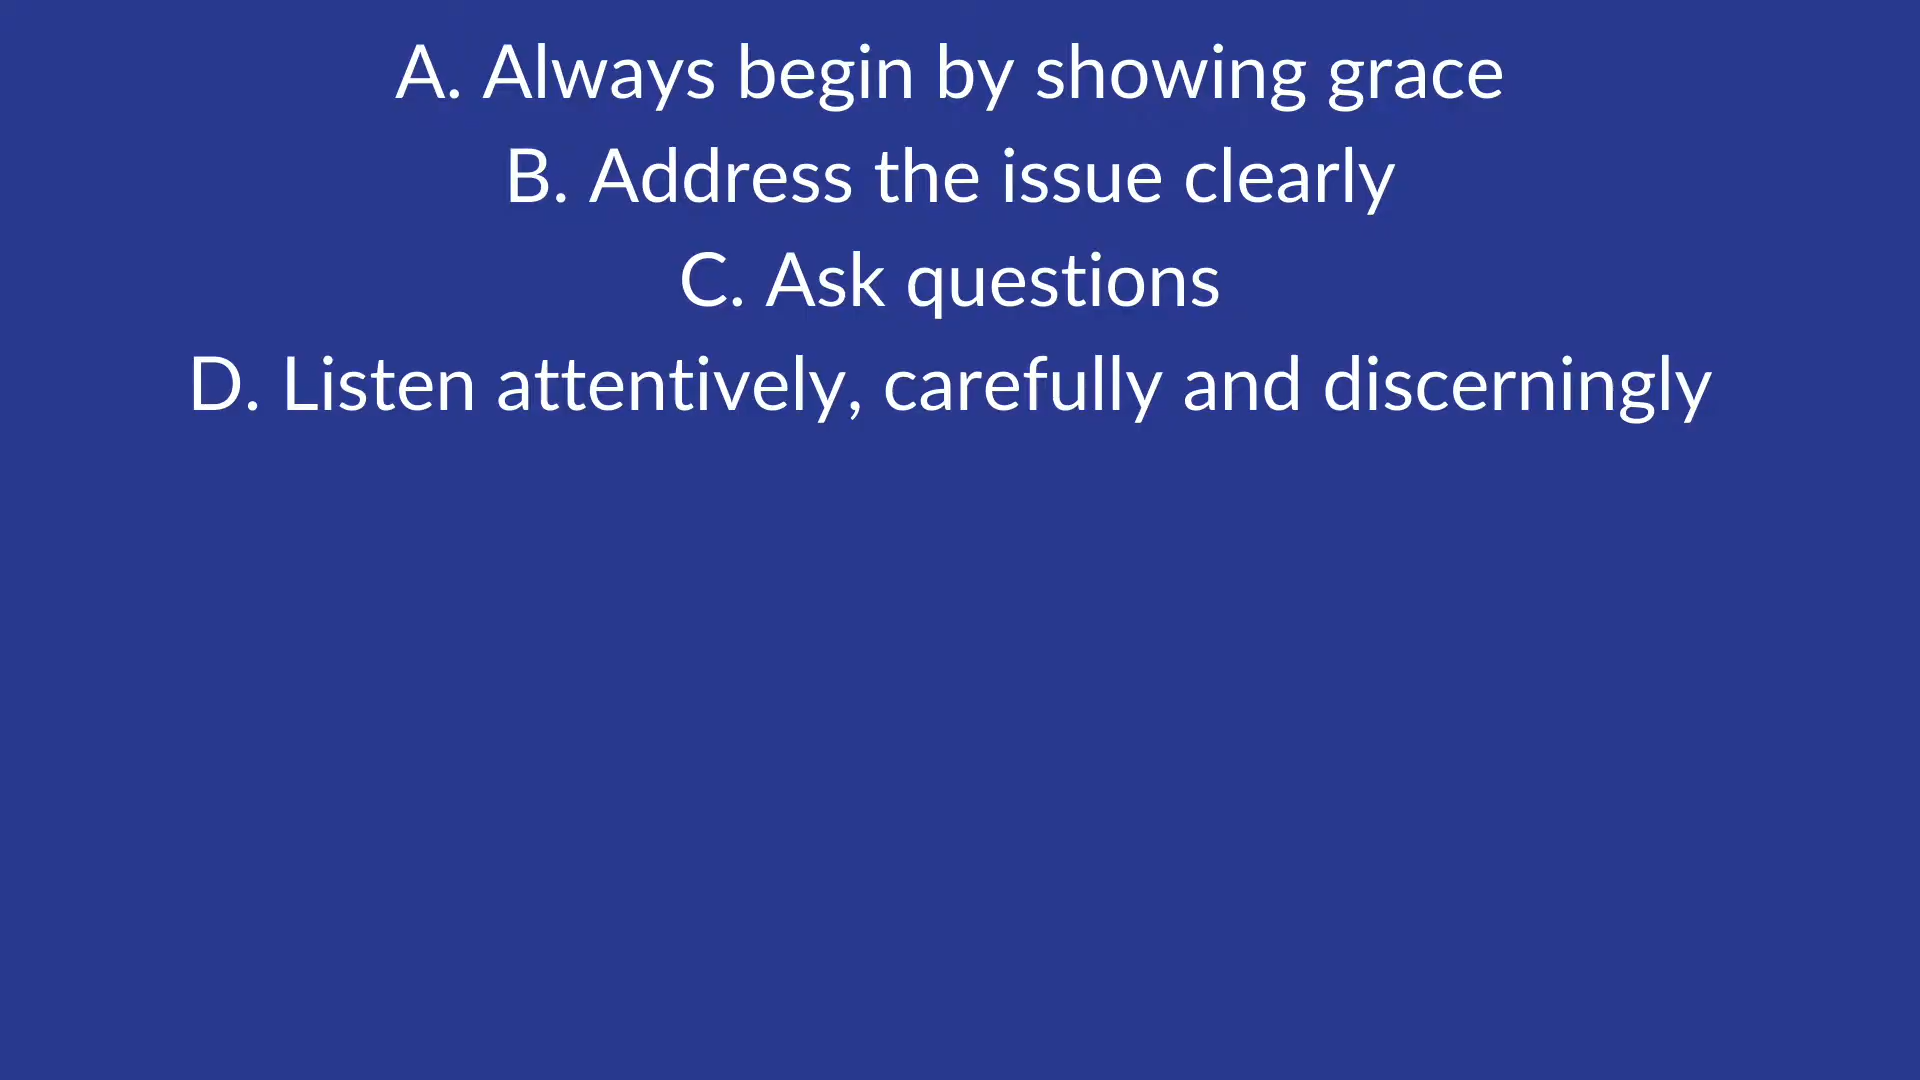 A. Always begin by showing grace
B. Address the issue clearly
C. Ask questions
D. Listen attentively, carefully and discerningly